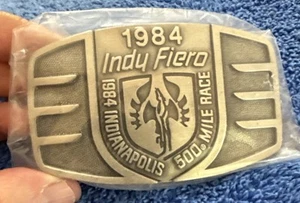 1984
Indy Fiero
1984 INDIANAPOLIS 500 MILE RACE